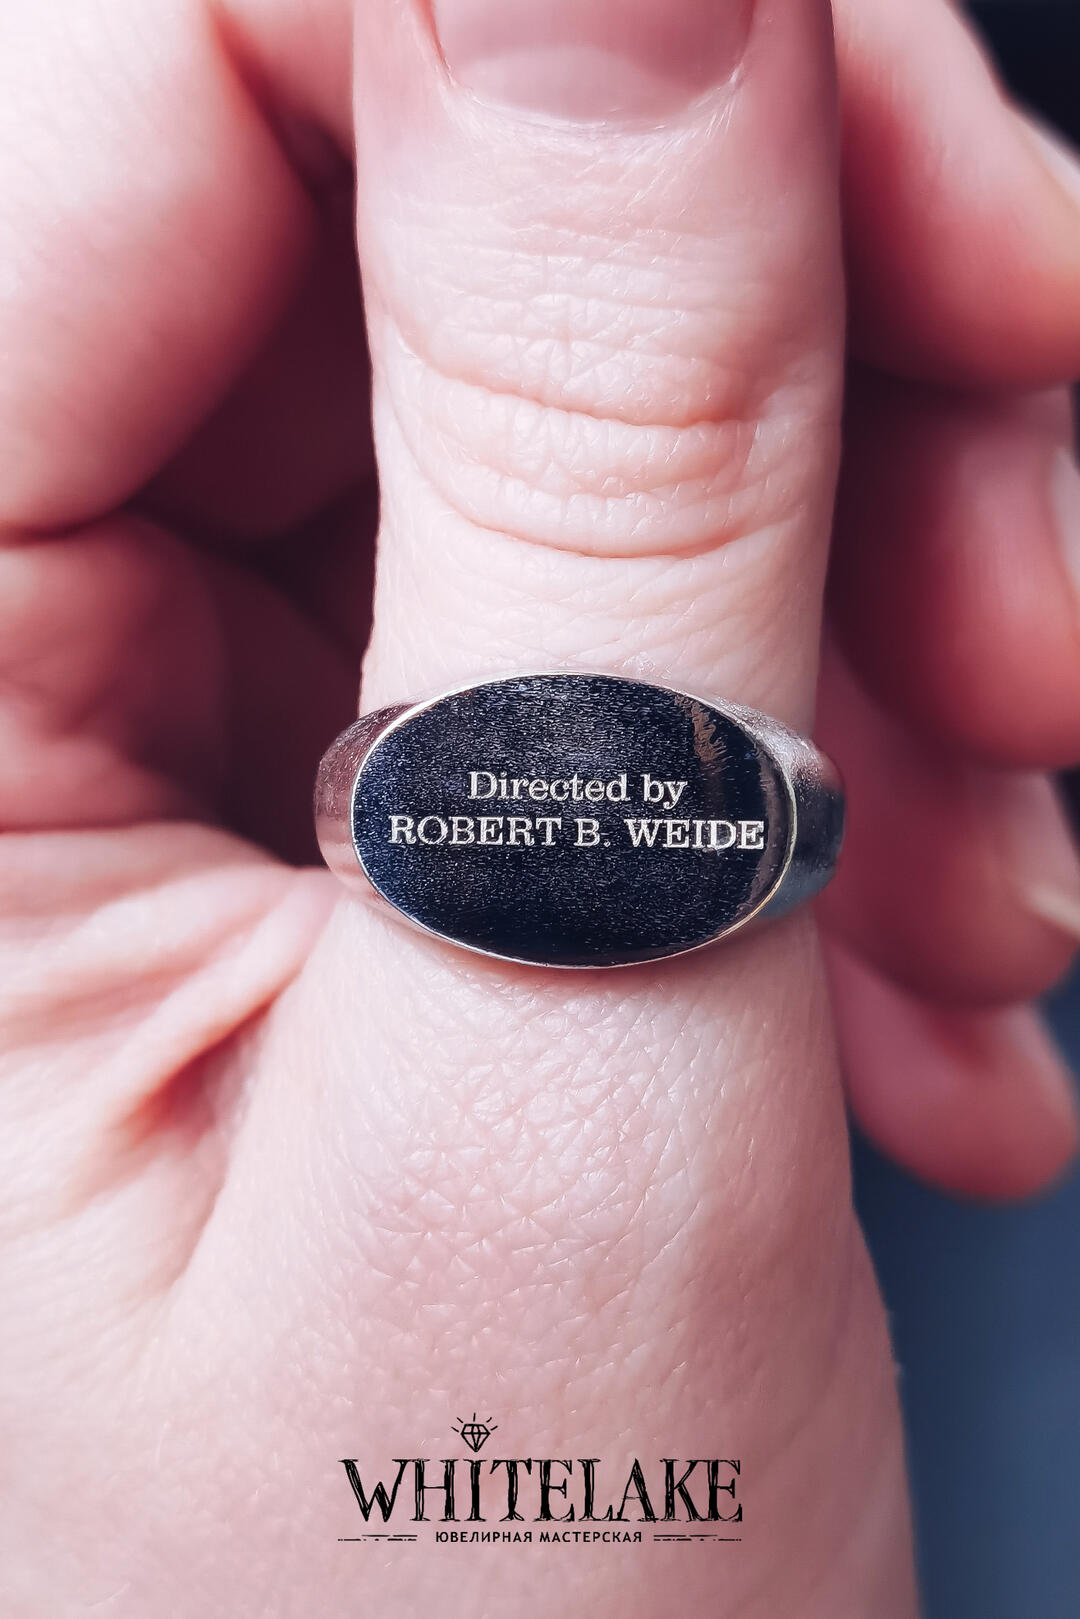 Directed by
ROBERT B. WEIDE
WHITELAKE
ЮВЕЛИРНАЯ МАСТЕРСКАЯ